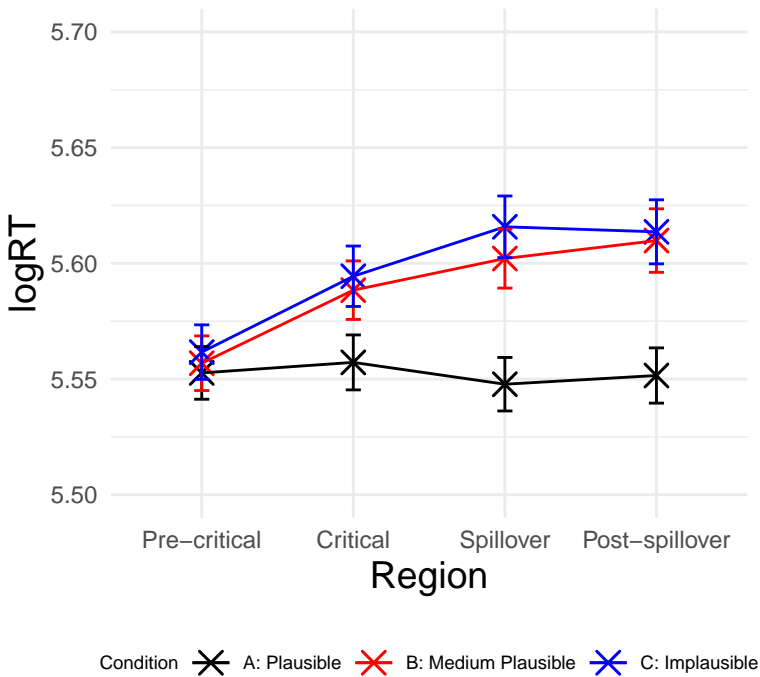 5.70
5.65
5.60
5.55
5.50
logRT
Pre−critical Critical Spillover Post−spillover
Region
Condition A: Plausible B: Medium Plausible C: Implausible